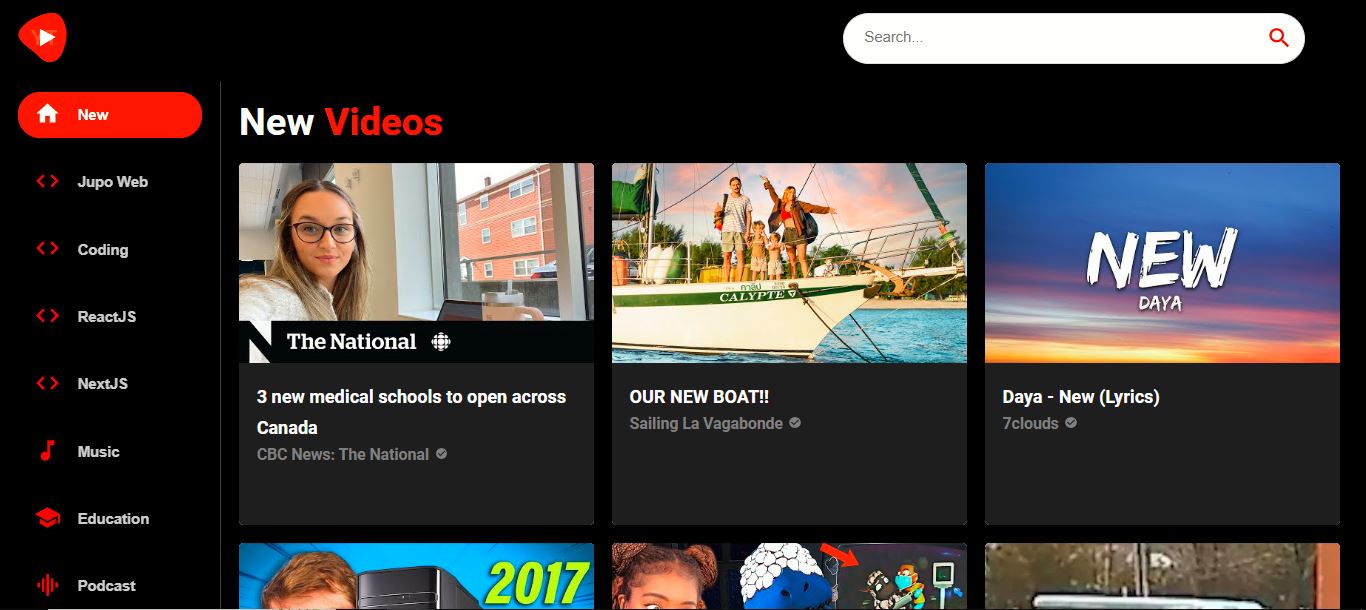 Search...
New
Jupo Web
Coding
ReactJS
NextJS
Music
Education
Podcast
New Videos
The National
3 new medical schools to open across
Canada
CBC News: The National
CALYPTE
OUR NEW BOAT!!
Sailing La Vagabonde
NEW
DAYA
Daya - New (Lyrics)
7clouds
2017